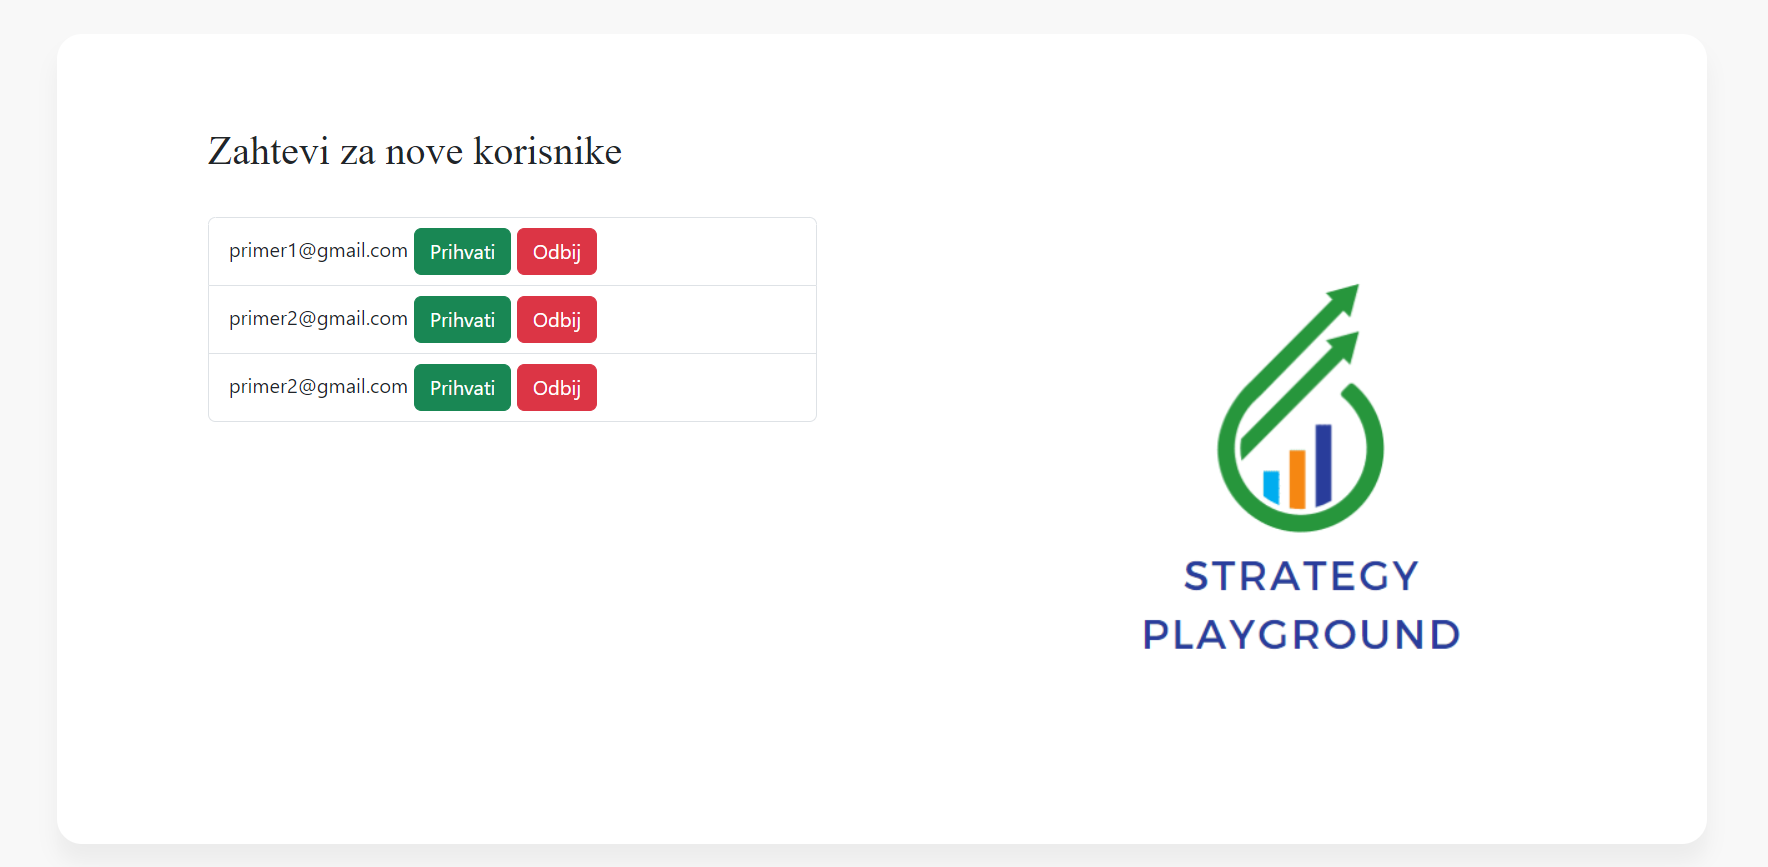 Zahtevi za nove korisnike
primer1@gmail.com Prihvati Odbij
primer2@gmail.com Prihvati Odbij
primer2@gmail.com Prihvati Odbij
STRATEGY
PLAYGROUND